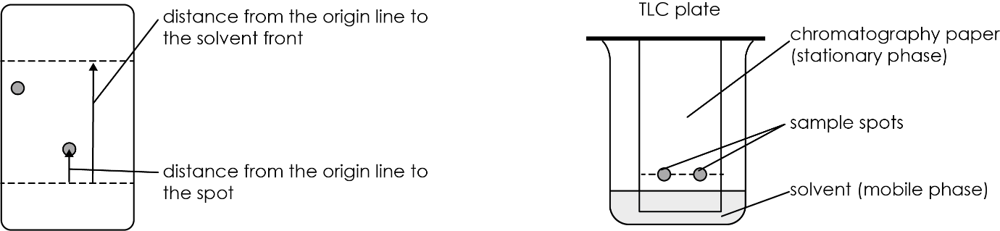 distance from the origin line to
the solvent front
distance from the origin line to
the spot
TLC plate
chromatography paper
(stationary phase)
sample spots
solvent (mobile phase)